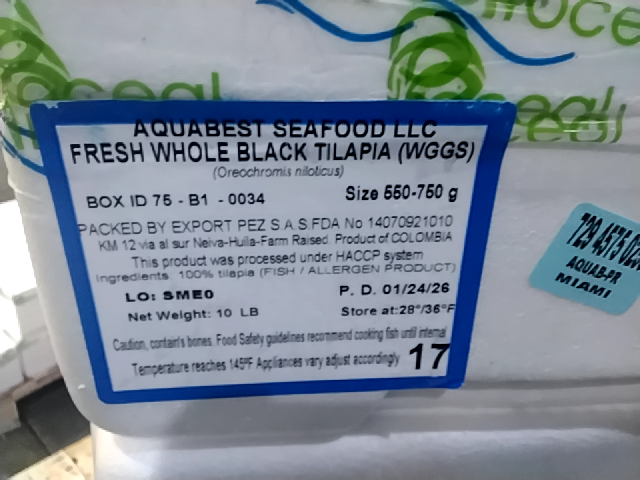 AQUABEST SEAFOOD LLC
FRESH WHOLE BLACK TILAPIA (WGGS)
(Oreochromis niloticus)
BOX ID 75 - B1 - 0034 Size 550-750 g
PACKED BY EXPORT PEZ S.A.S.FDA No 14070921010
KM 12 via al sur Neiva-Huila-Farm Raised. Product of COLOMBIA
This product was processed under HACCP system
Ingredients: 100% tilapia (FISH / ALLERGEN PRODUCT)
LO: SME0 P. D. 01/24/26
Net Weight: 10 LB Store at:28°/36°F
Caution, contain's bones. Food Safety guidelines recommend cooking fish until internal
Temperature reaches 145ºF Appliances vary adjust accordingly 17
729 4575
AQUAB-PR
MIAMI